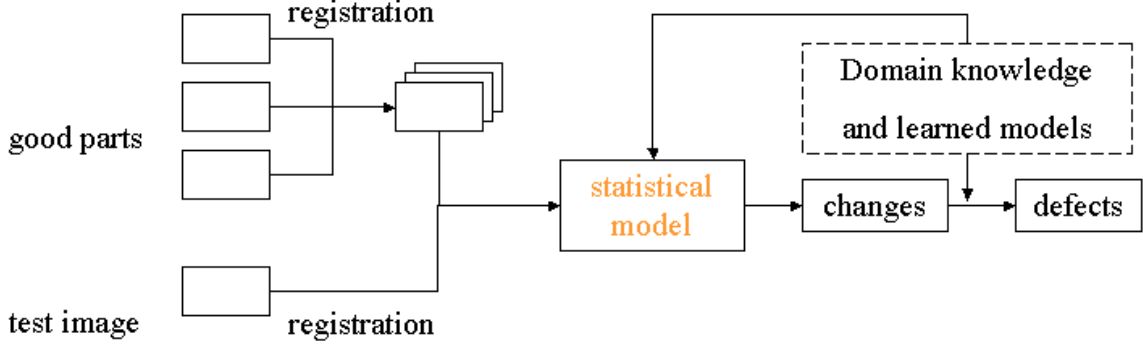 registration
good parts
test image
registration
statistical
model
Domain knowledge
and learned models
changes
defects